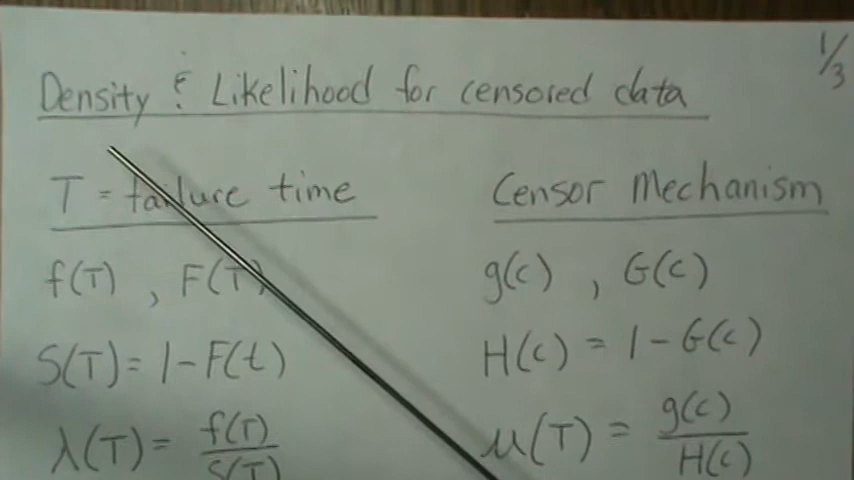 1/3
Density & Likelihood for censored data
T = failure time
f(T) , F(T)
S(T) = 1 - F(t)
λ(T) = f(T)/S(T)
Censor Mechanism
g(c) , G(c)
H(c) = 1 - G(c)
μ(T) = g(c)/H(c)